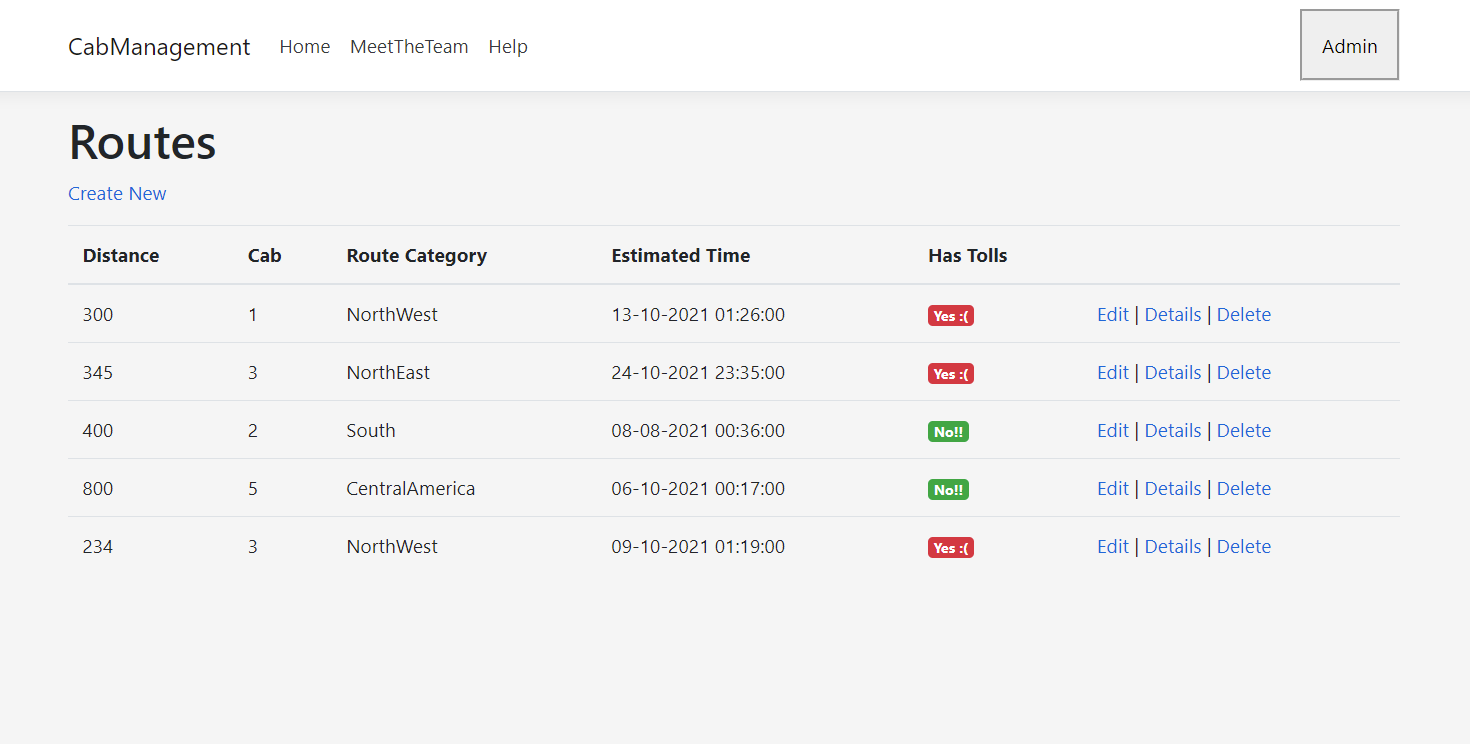 CabManagement Home MeetTheTeam Help Admin
Routes
Create New
Distance Cab Route Category Estimated Time Has Tolls
300 1 NorthWest 13-10-2021 01:26:00 Yes :( Edit | Details | Delete
345 3 NorthEast 24-10-2021 23:35:00 Yes :( Edit | Details | Delete
400 2 South 08-08-2021 00:36:00 No!! Edit | Details | Delete
800 5 CentralAmerica 06-10-2021 00:17:00 No!! Edit | Details | Delete
234 3 NorthWest 09-10-2021 01:19:00 Yes :( Edit | Details | Delete